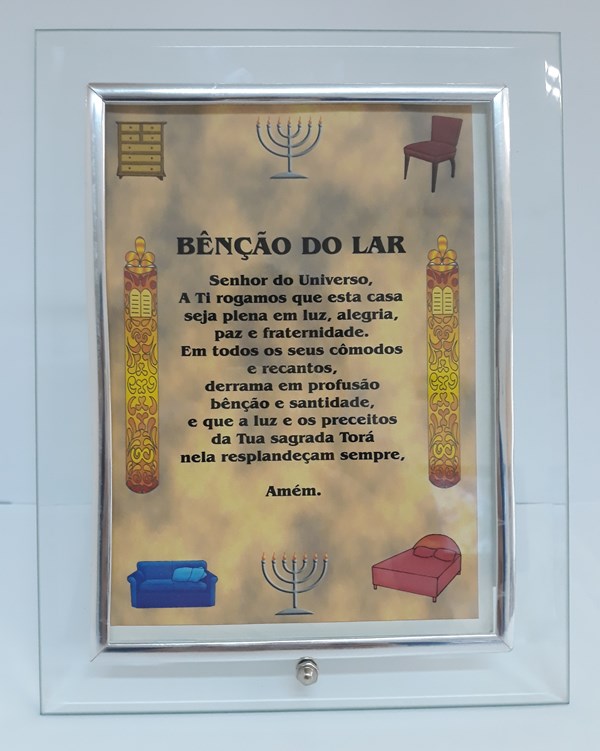 BÊNÇÃO DO LAR
Senhor do Universo,
A Ti rogamos que esta casa
seja plena em luz, alegria,
paz e fraternidade.
Em todos os seus cômodos
e recantos,
derrama em profusão
bênção e santidade,
e que a luz e os preceitos
da Tua sagrada Torá
nela resplandeçam sempre,
Amém.